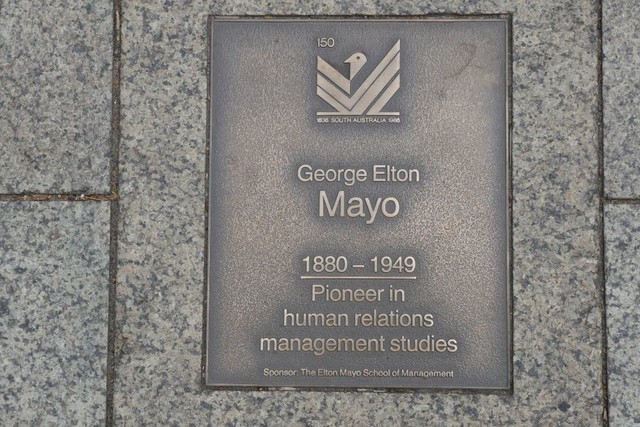 150
1836 SOUTH AUSTRALIA 1986
George Elton
Mayo
1880 – 1949
Pioneer in
human relations
management studies
Sponsor: The Elton Mayo School of Management